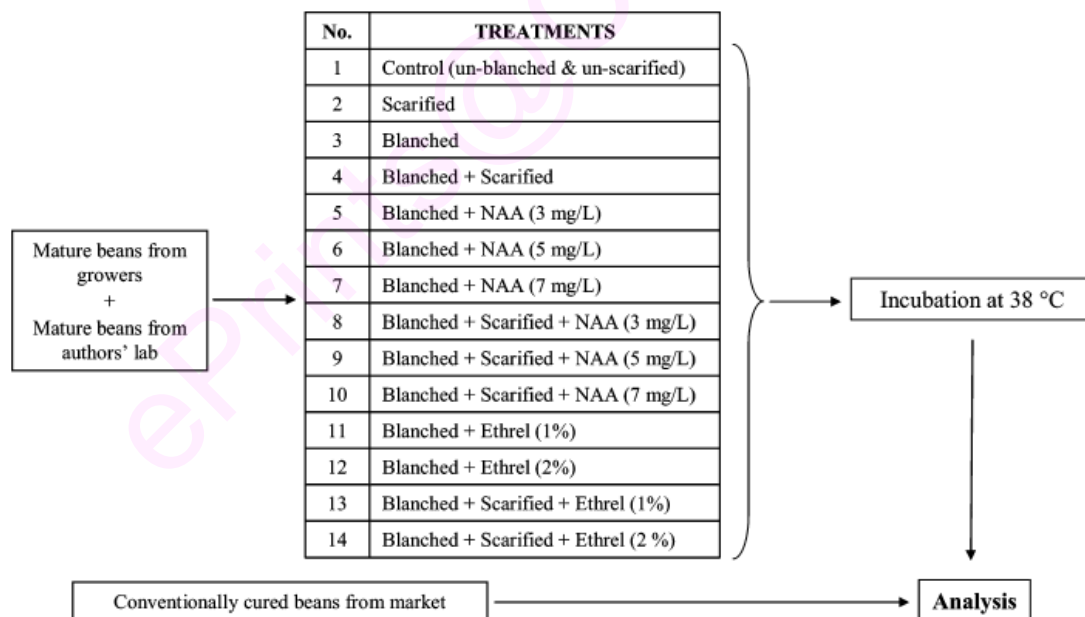 No. TREATMENTS
1 Control (un-blanched & un-scarified)
2 Scarified
3 Blanched
4 Blanched + Scarified
5 Blanched + NAA (3 mg/L)
6 Blanched + NAA (5 mg/L)
7 Blanched + NAA (7 mg/L)
8 Blanched + Scarified + NAA (3 mg/L)
9 Blanched + Scarified + NAA (5 mg/L)
10 Blanched + Scarified + NAA (7 mg/L)
11 Blanched + Ethrel (1%)
12 Blanched + Ethrel (2%)
13 Blanched + Scarified + Ethrel (1%)
14 Blanched + Scarified + Ethrel (2 %)
Mature beans from
growers
+
Mature beans from
authors' lab
Incubation at 38 °C
Conventionally cured beans from market
Analysis
ePrints@